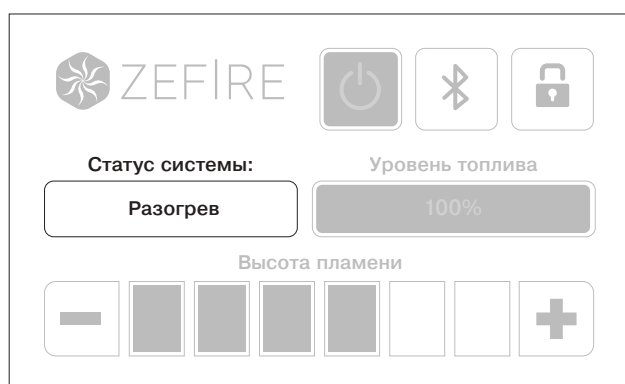 ZEFIRE
Статус системы:
Уровень топлива
Разогрев
100%
Высота пламени